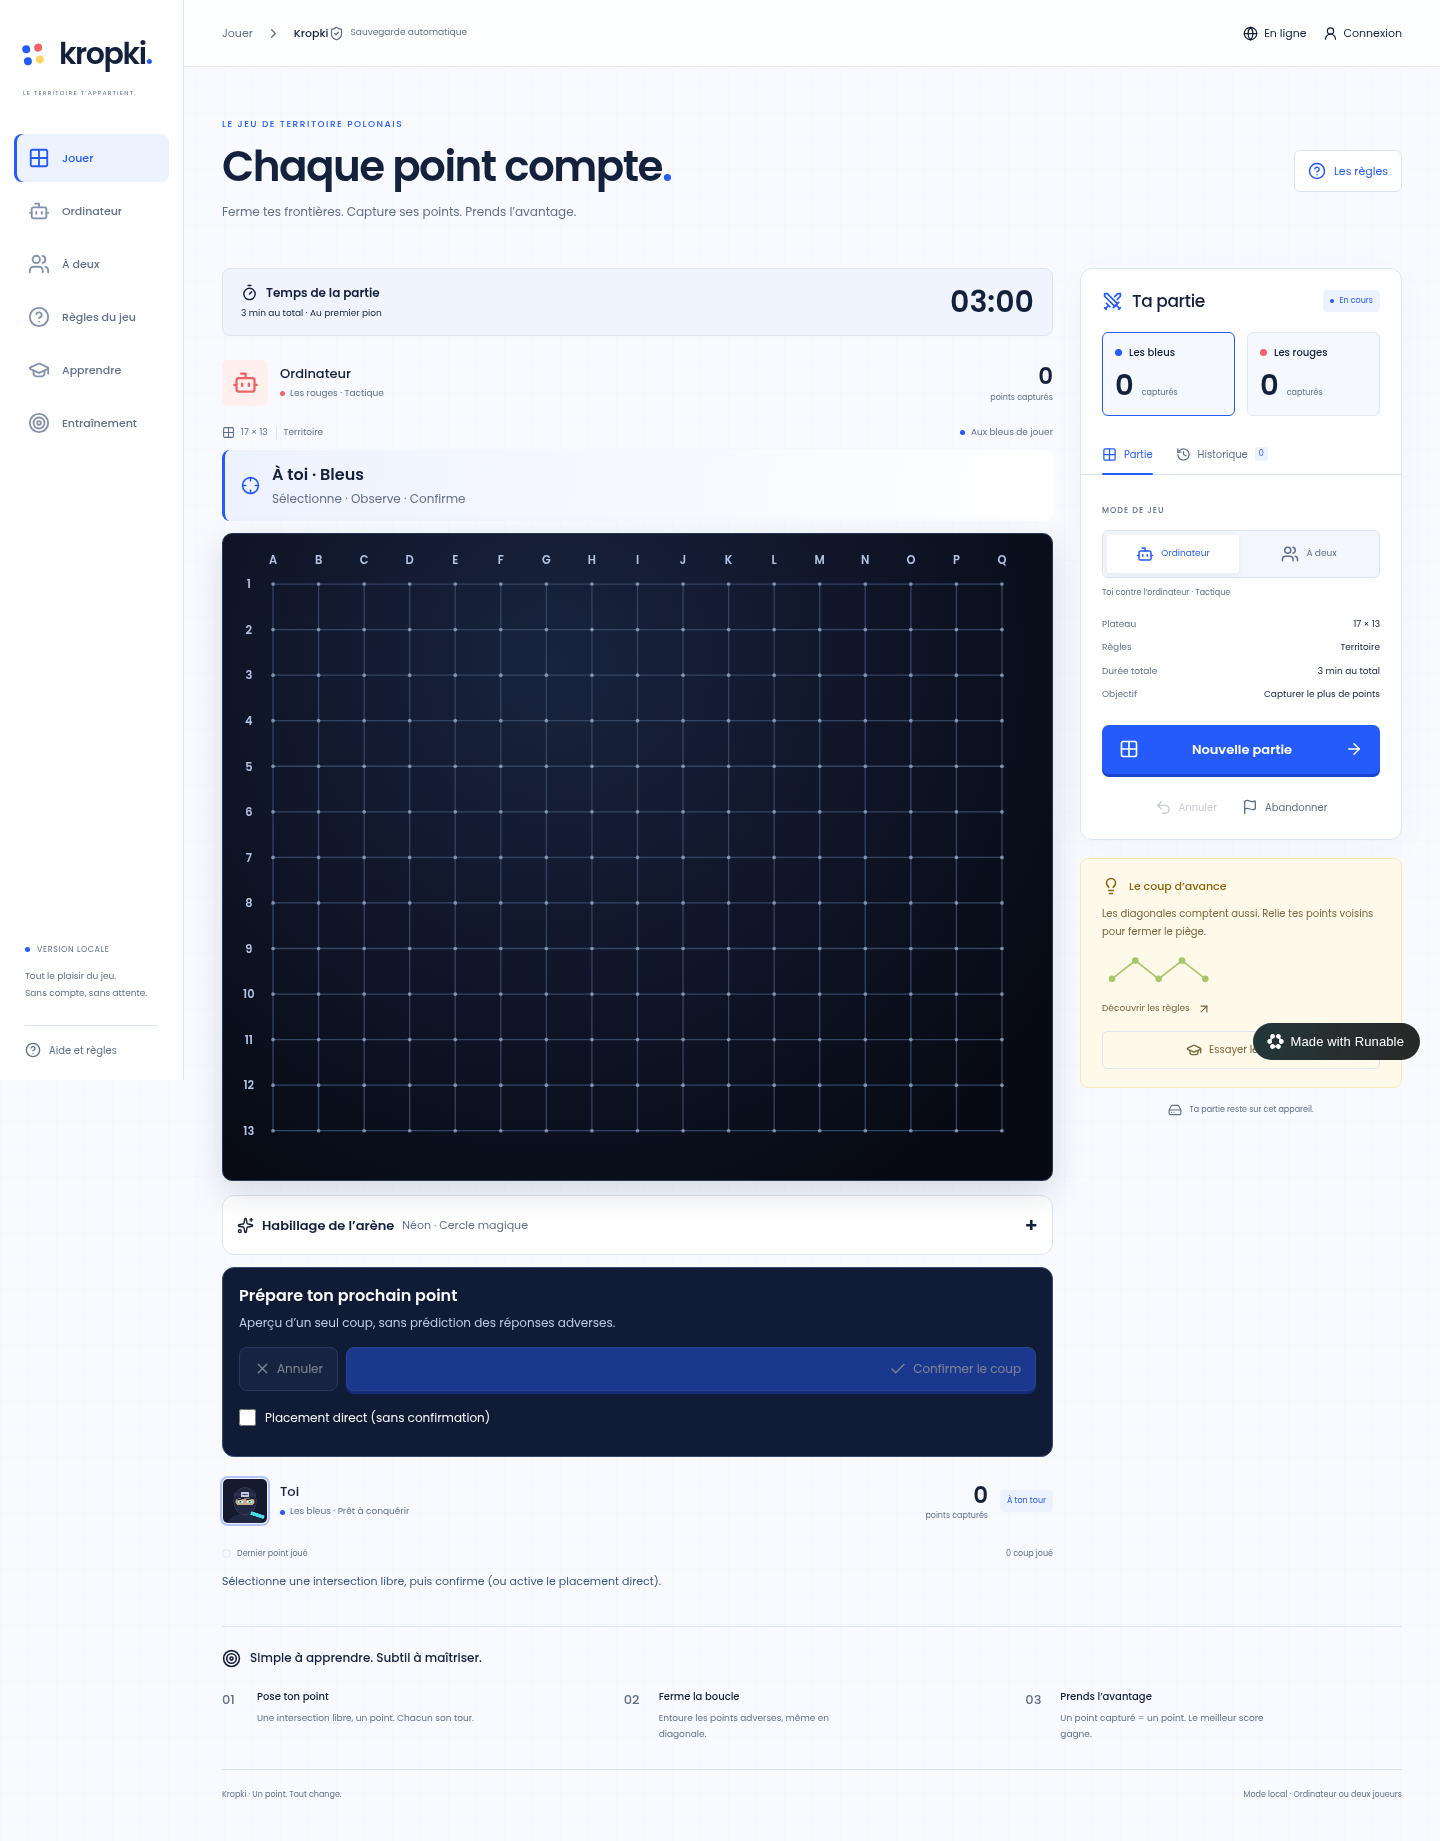 kropki.
LE TERRITOIRE T'APPARTIENT.
Jouer
Ordinateur
À deux
Règles du jeu
Apprendre
Entraînement
VERSION LOCALE
Tout le plaisir du jeu.
Sans compte, sans attente.
Aide et règles
Jouer
Kropki
Sauvegarde automatique
En ligne
Connexion
LE JEU DE TERRITOIRE POLONAIS
Chaque point compte.
Ferme tes frontières. Capture ses points. Prends l’avantage.
Les règles
Temps de la partie
3 min au total · Au premier pion
03:00
Ordinateur
Les rouges · Tactique
0
points capturés
17 × 13
Territoire
Aux bleus de jouer
À toi · Bleus
Sélectionne · Observe · Confirme
A B C D E F G H I J K L M N O P Q
1
2
3
4
5
6
7
8
9
10
11
12
13
Habillage de l’arène
Néon · Cercle magique
+
Prépare ton prochain point
Aperçu d’un seul coup, sans prédiction des réponses adverses.
Annuler
Confirmer le coup
Placement direct (sans confirmation)
Toi
Les bleus · Prêt à conquérir
0
points capturés
À ton tour
Dernier point joué
0 coup joué
Sélectionne une intersection libre, puis confirme (ou active le placement direct).
Ta partie
En cours
Les bleus
0 capturés
Les rouges
0 capturés
Partie
Historique 0
MODE DE JEU
Ordinateur
À deux
Toi contre l’ordinateur · Tactique
Plateau 17 × 13
Règles Territoire
Durée totale 3 min au total
Objectif Capturer le plus de points
Nouvelle partie
Annuler
Abandonner
Le coup d’avance
Les diagonales comptent aussi. Relie tes points voisins
pour fermer le piège.
Découvrir les règles
Essayer
Made with Runable
Ta partie reste sur cet appareil.
Simple à apprendre. Subtil à maîtriser.
01
Pose ton point
Une intersection libre, un point. Chacun son tour.
02
Ferme la boucle
Entoure les points adverses, même en
diagonale.
03
Prends l’avantage
Un point capturé = un point. Le meilleur score
gagne.
Kropki · Un point. Tout change.
Mode local · Ordinateur ou deux joueurs